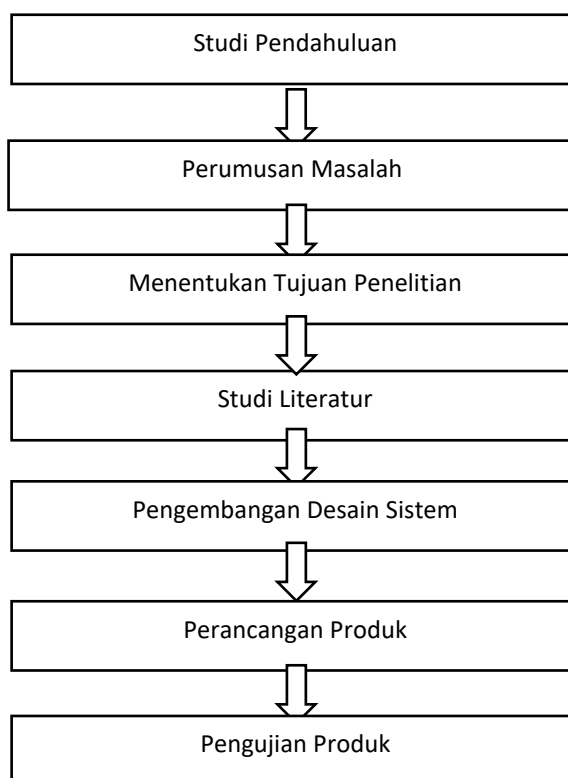 Studi Pendahuluan
Perumusan Masalah
Menentukan Tujuan Penelitian
Studi Literatur
Pengembangan Desain Sistem
Perancangan Produk
Pengujian Produk